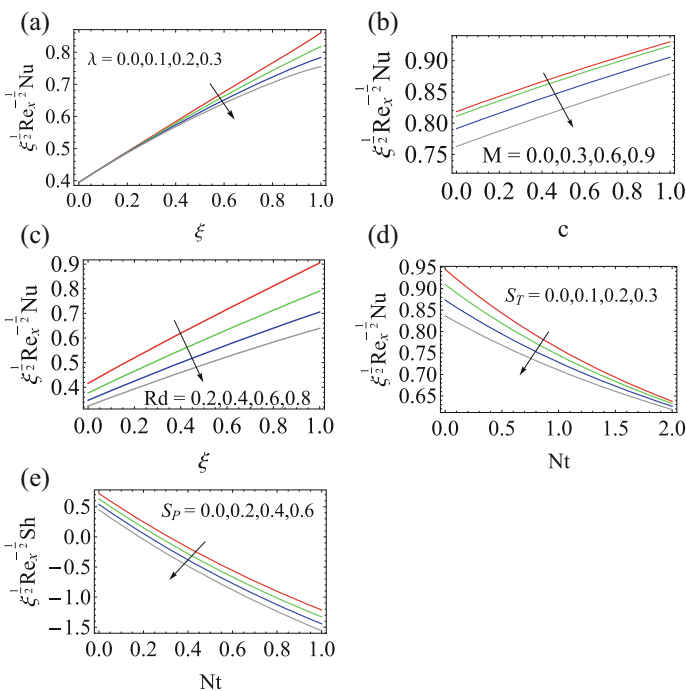 (a)
λ = 0.0,0.1,0.2,0.3
0.8
0.7
0.6
0.5
0.4
0.0 0.2 0.4 0.6 0.8 1.0
ξ
ξ^{1/2} Re_x^{-1/2} Nu
(b)
0.90
0.85
0.80
0.75
M = 0.0,0.3,0.6,0.9
0.0 0.2 0.4 0.6 0.8 1.0
c
ξ^{1/2} Re_x^{-1/2} Nu
(c)
0.9
0.8
0.7
0.6
0.5
0.4
Rd = 0.2,0.4,0.6,0.8
0.0 0.2 0.4 0.6 0.8 1.0
ξ
ξ^{1/2} Re_x^{-1/2} Nu
(d)
0.95
0.90
0.85
0.80
0.75
0.70
0.65
S_T = 0.0,0.1,0.2,0.3
0.0 0.5 1.0 1.5 2.0
Nt
ξ^{1/2} Re_x^{-1/2} Nu
(e)
0.5
0.0
−0.5
−1.0
−1.5
S_P = 0.0,0.2,0.4,0.6
0.0 0.2 0.4 0.6 0.8 1.0
Nt
ξ^{1/2} Re_x^{-1/2} Sh